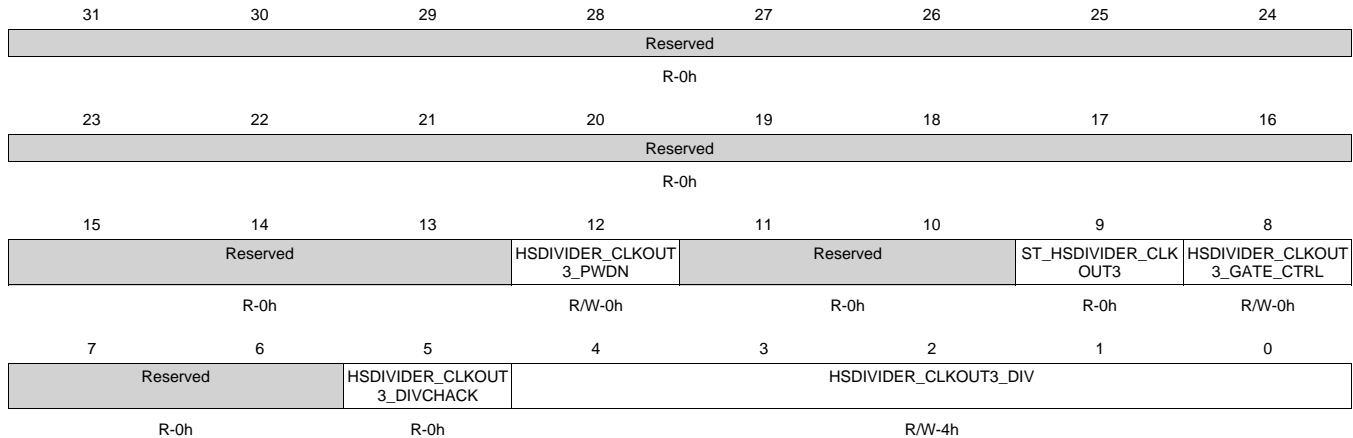 31 30 29 28 27 26 25 24
Reserved
R-0h
23 22 21 20 19 18 17 16
Reserved
R-0h
15 14 13 12 11 10 9 8
Reserved HSDIVIDER_CLKOUT Reserved ST_HSDIVIDER_CLK HSDIVIDER_CLKOUT
3_PWDN OUT3 3_GATE_CTRL
R-0h R/W-0h R-0h R-0h R/W-0h
7 6 5 4 3 2 1 0
Reserved HSDIVIDER_CLKOUT HSDIVIDER_CLKOUT3_DIV
3_DIVCHACK
R-0h R-0h R/W-4h